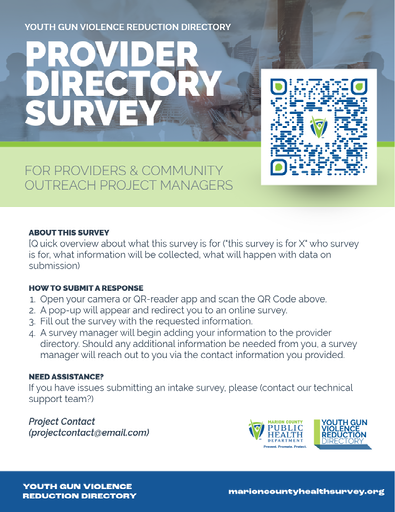 YOUTH GUN VIOLENCE REDUCTION DIRECTORY
PROVIDER
DIRECTORY
SURVEY
FOR PROVIDERS & COMMUNITY
OUTREACH PROJECT MANAGERS
ABOUT THIS SURVEY
[Q uick overview about what this survey is for ("this survey is for X" who survey
is for, what information will be collected, what will happen with data on
submission)
HOW TO SUBMIT A RESPONSE
1. Open your camera or QR-reader app and scan the QR Code above.
2. A pop-up will appear and redirect you to an online survey.
3. Fill out the survey with the requested information.
4. A survey manager will begin adding your information to the provider
directory. Should any additional information be needed from you, a survey
manager will reach out to you via the contact information you provided.
NEED ASSISTANCE?
If you have issues submitting an intake survey, please (contact our technical
support team?)
Project Contact
(projectcontact@email.com)
MARION COUNTY
PUBLIC
HEALTH
DEPARTMENT
Prevent. Promote. Protect.
YOUTH GUN
VIOLENCE
REDUCTION
DIRECTORY
YOUTH GUN VIOLENCE
REDUCTION DIRECTORY
marioncountyhealthsurvey.org